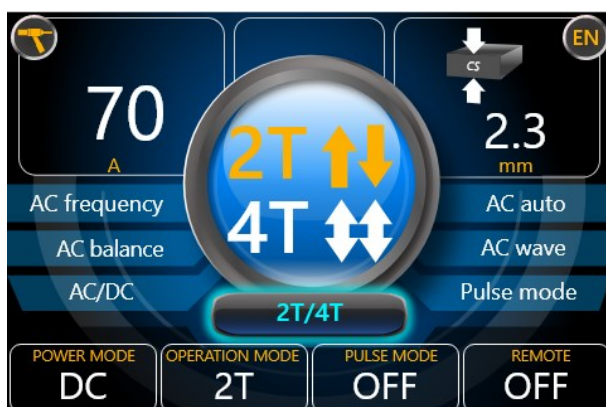 EN
70
A
CS
2.3
mm
2T
4T
AC frequency
AC auto
AC balance
AC wave
AC/DC
Pulse mode
2T/4T
POWER MODE
DC
OPERATION MODE
2T
PULSE MODE
OFF
REMOTE
OFF